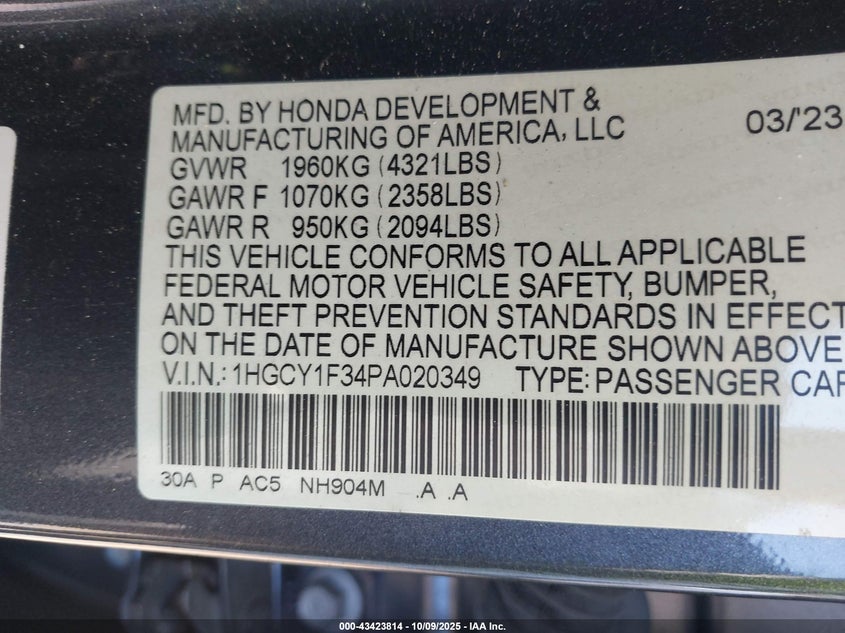 MFD. BY HONDA DEVELOPMENT &
MANUFACTURING OF AMERICA, LLC 03/'23
GVWR 1960KG (4321LBS)
GAWR F 1070KG (2358LBS)
GAWR R 950KG (2094LBS)
THIS VEHICLE CONFORMS TO ALL APPLICABLE
FEDERAL MOTOR VEHICLE SAFETY, BUMPER,
AND THEFT PREVENTION STANDARDS IN EFFECT
ON THE DATE OF MANUFACTURE SHOWN ABOVE
V.I.N.: 1HGCY1F34PA020349 TYPE: PASSENGER CAR
30A P AC5 NH904M .A .A
000-43423814 - 10/09/2025 - IAA Inc.